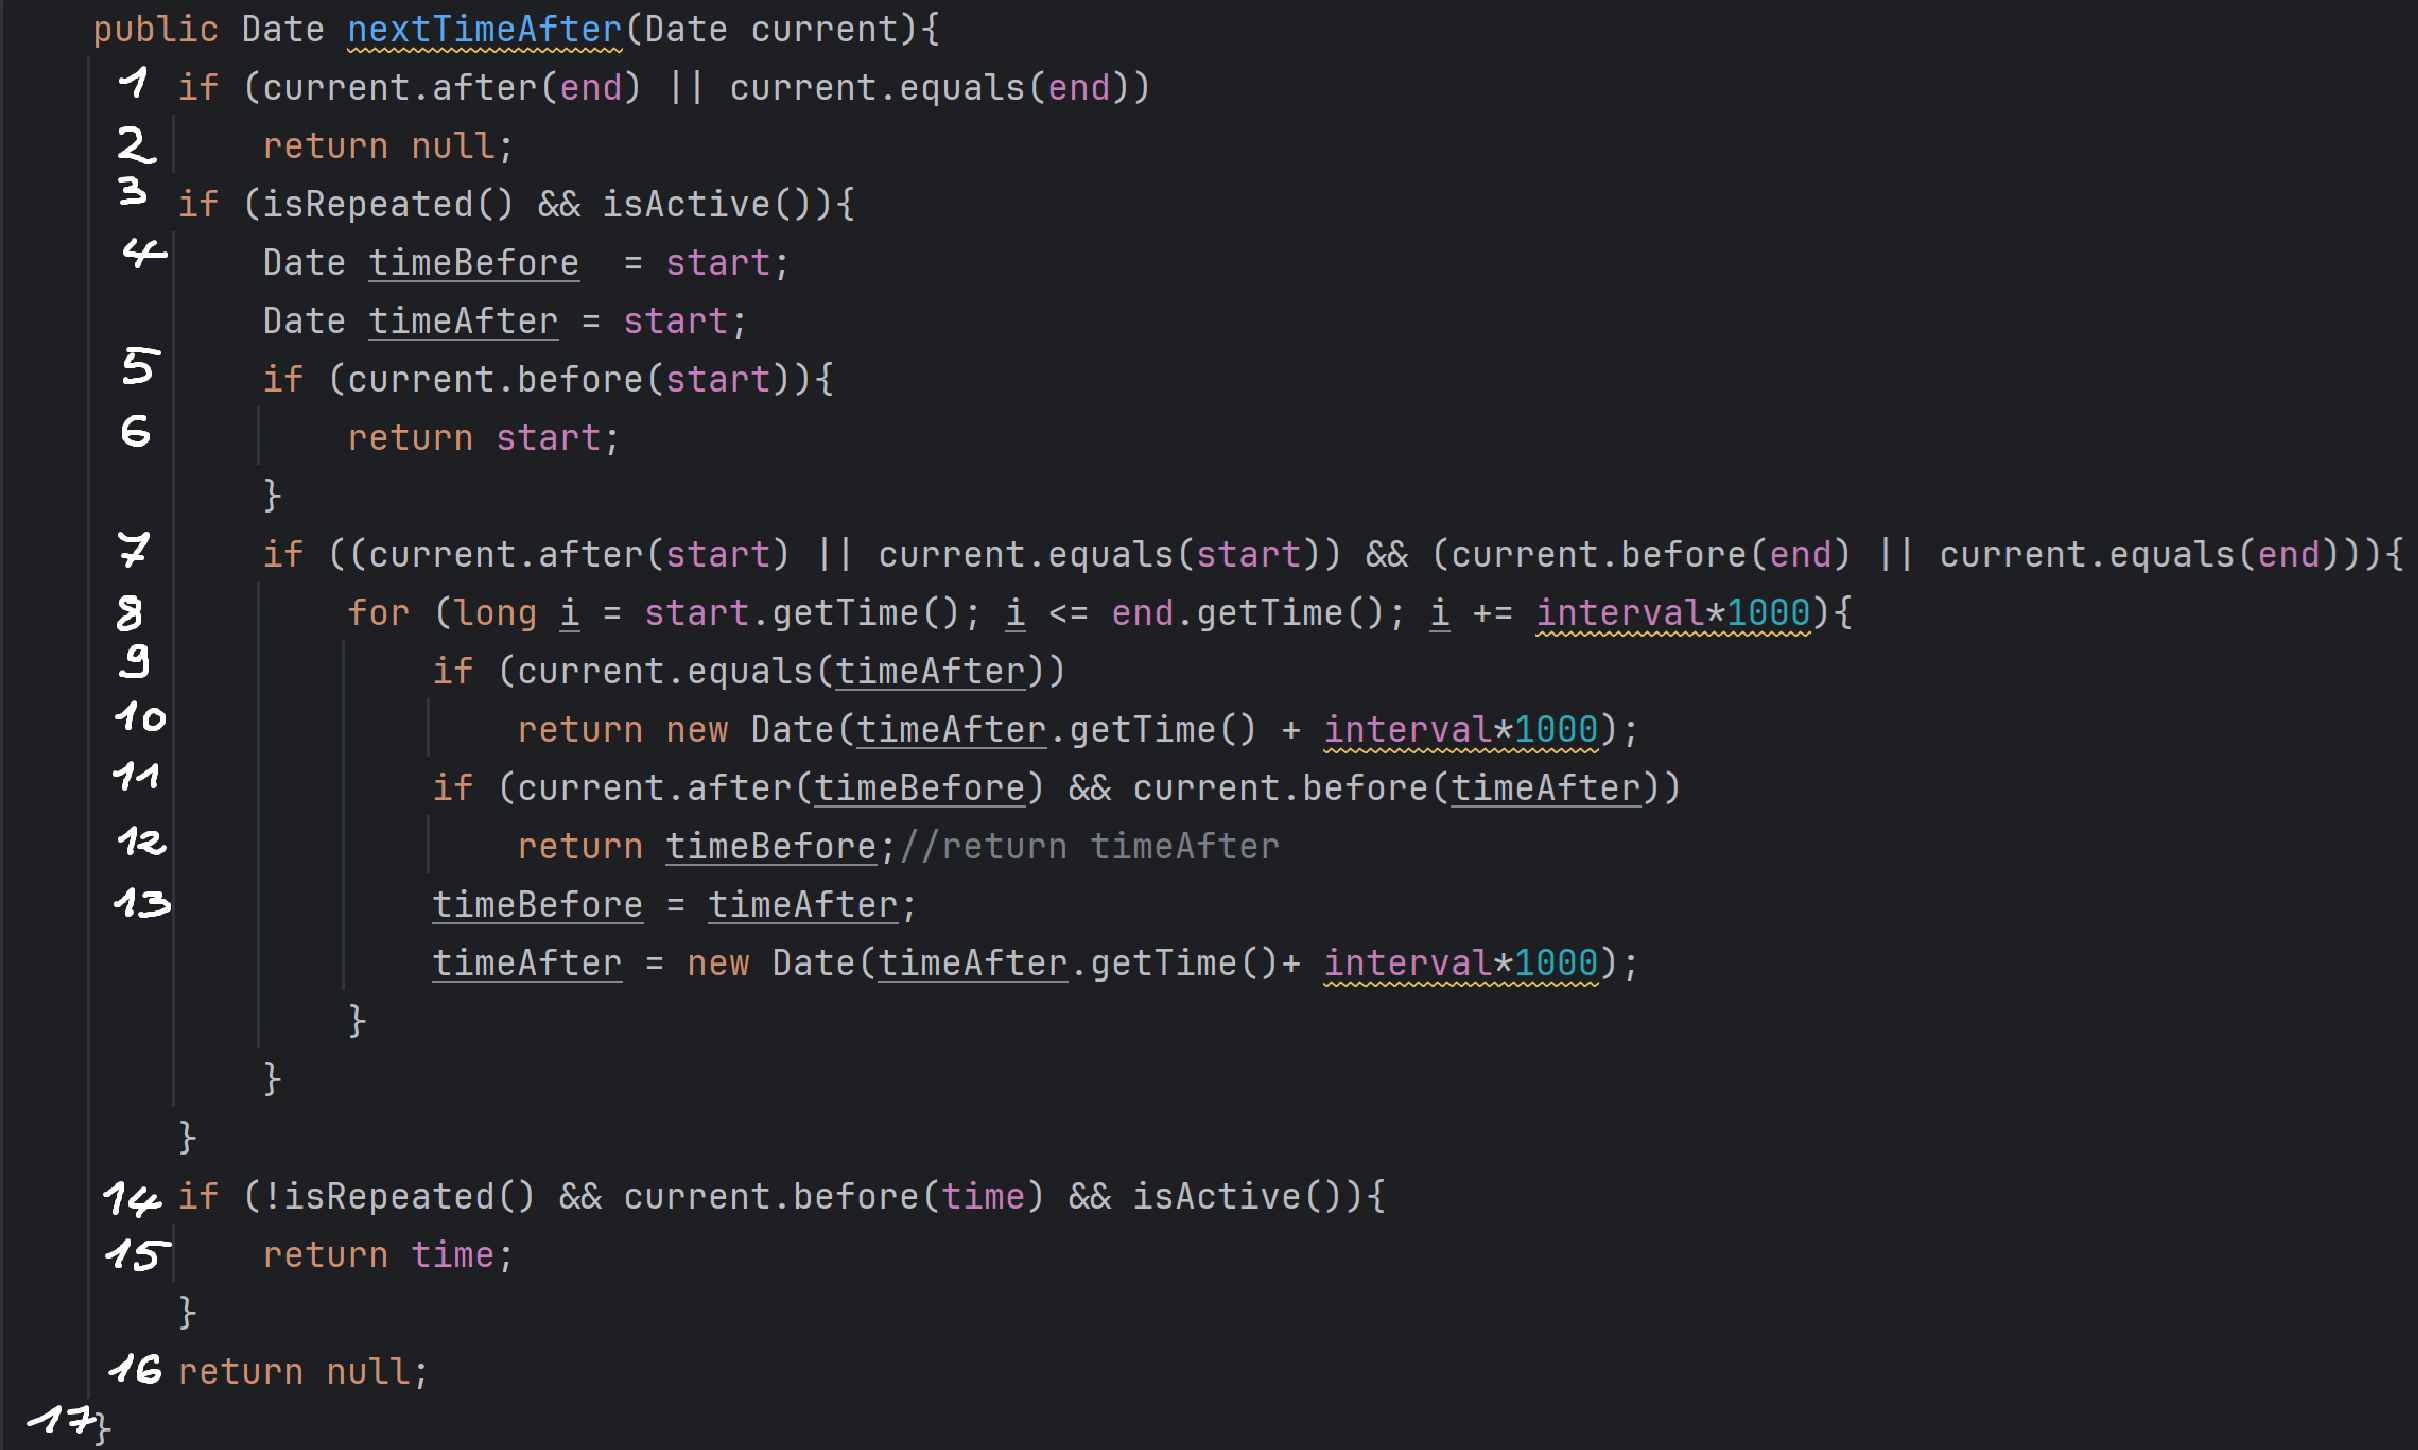 public Date nextTimeAfter(Date current){
1 if (current.after(end) || current.equals(end))
2 return null;
3 if (isRepeated() && isActive()){
4 Date timeBefore  = start;
Date timeAfter = start;
5 if (current.before(start)){
6 return start;
}
7 if ((current.after(start) || current.equals(start)) && (current.before(end) || current.equals(end))){
8 for (long i = start.getTime(); i <= end.getTime(); i += interval*1000){
9 if (current.equals(timeAfter))
10 return new Date(timeAfter.getTime() + interval*1000);
11 if (current.after(timeBefore) && current.before(timeAfter))
12 return timeBefore;//return timeAfter
13 timeBefore = timeAfter;
timeAfter = new Date(timeAfter.getTime()+ interval*1000);
}
}
}
14 if (!isRepeated() && current.before(time) && isActive()){
15 return time;
}
16 return null;
17 }